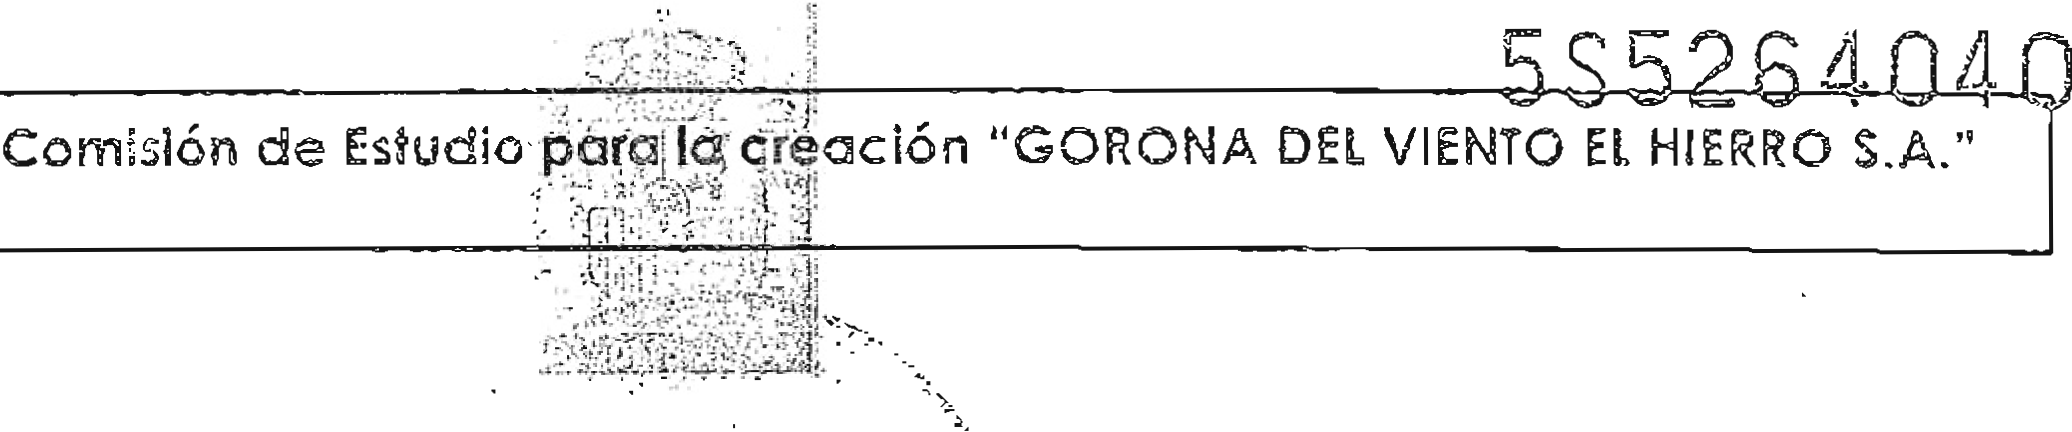 5S5264040
Comisión de Estudio para la creación “GORONA DEL VIENTO EL HIERRO S.A.”